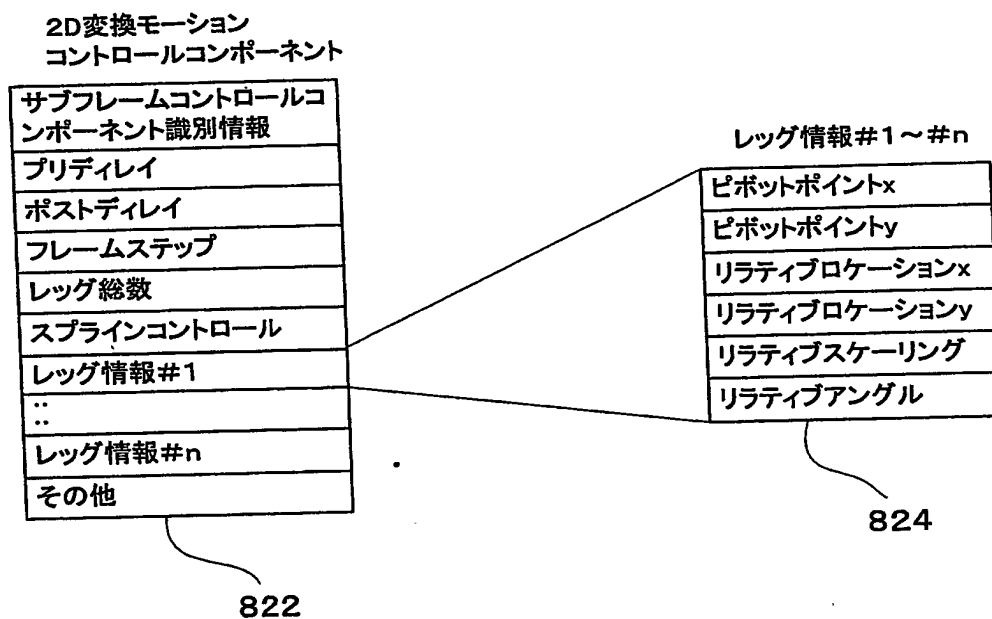 2D変換モーション
コントロールコンポーネント
サブフレームコントロールコ
ンポーネント識別情報
プリディレイ
ポストディレイ
フレームステップ
レッグ総数
スプラインコントロール
レッグ情報#1
::
レッグ情報#n
その他
822
レッグ情報#1～#n
ピボットポイントx
ピボットポイントy
リラティブロケーションx
リラティブロケーションy
リラティブスケーリング
リラティブアングル
824